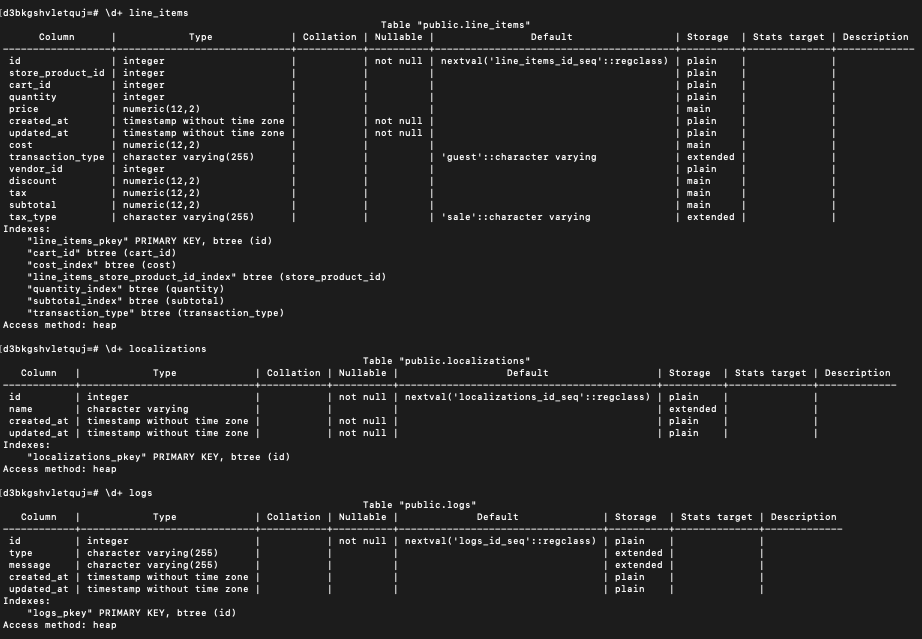 [d3bkgshvletquj=# \d+ line_items
Table "public.line_items"
Column | Type | Collation | Nullable | Default | Storage | Stats target | Description
id | integer | | not null | nextval('line_items_id_seq'::regclass) | plain | |
store_product_id | integer | | | | plain | |
cart_id | integer | | | | plain | |
quantity | integer | | | | plain | |
price | numeric(12,2) | | | | main | |
created_at | timestamp without time zone | | not null | | plain | |
updated_at | timestamp without time zone | | not null | | plain | |
cost | numeric(12,2) | | | | main | |
transaction_type | character varying(255) | | | 'guest'::character varying | extended | |
vendor_id | integer | | | | plain | |
discount | numeric(12,2) | | | | main | |
tax | numeric(12,2) | | | | main | |
subtotal | numeric(12,2) | | | | main | |
tax_type | character varying(255) | | | 'sale'::character varying | extended | |
Indexes:
"line_items_pkey" PRIMARY KEY, btree (id)
"cart_id" btree (cart_id)
"cost_index" btree (cost)
"line_items_store_product_id_index" btree (store_product_id)
"quantity_index" btree (quantity)
"subtotal_index" btree (subtotal)
"transaction_type" btree (transaction_type)
Access method: heap
[d3bkgshvletquj=# \d+ localizations
Table "public.localizations"
Column | Type | Collation | Nullable | Default | Storage | Stats target | Description
id | integer | | not null | nextval('localizations_id_seq'::regclass) | plain | |
name | character varying | | | | extended | |
created_at | timestamp without time zone | | not null | | plain | |
updated_at | timestamp without time zone | | not null | | plain | |
Indexes:
"localizations_pkey" PRIMARY KEY, btree (id)
Access method: heap
[d3bkgshvletquj=# \d+ logs
Table "public.logs"
Column | Type | Collation | Nullable | Default | Storage | Stats target | Description
id | integer | | not null | nextval('logs_id_seq'::regclass) | plain | |
type | character varying(255) | | | | extended | |
message | character varying(255) | | | | extended | |
created_at | timestamp without time zone | | | | plain | |
updated_at | timestamp without time zone | | | | plain | |
Indexes:
"logs_pkey" PRIMARY KEY, btree (id)
Access method: heap